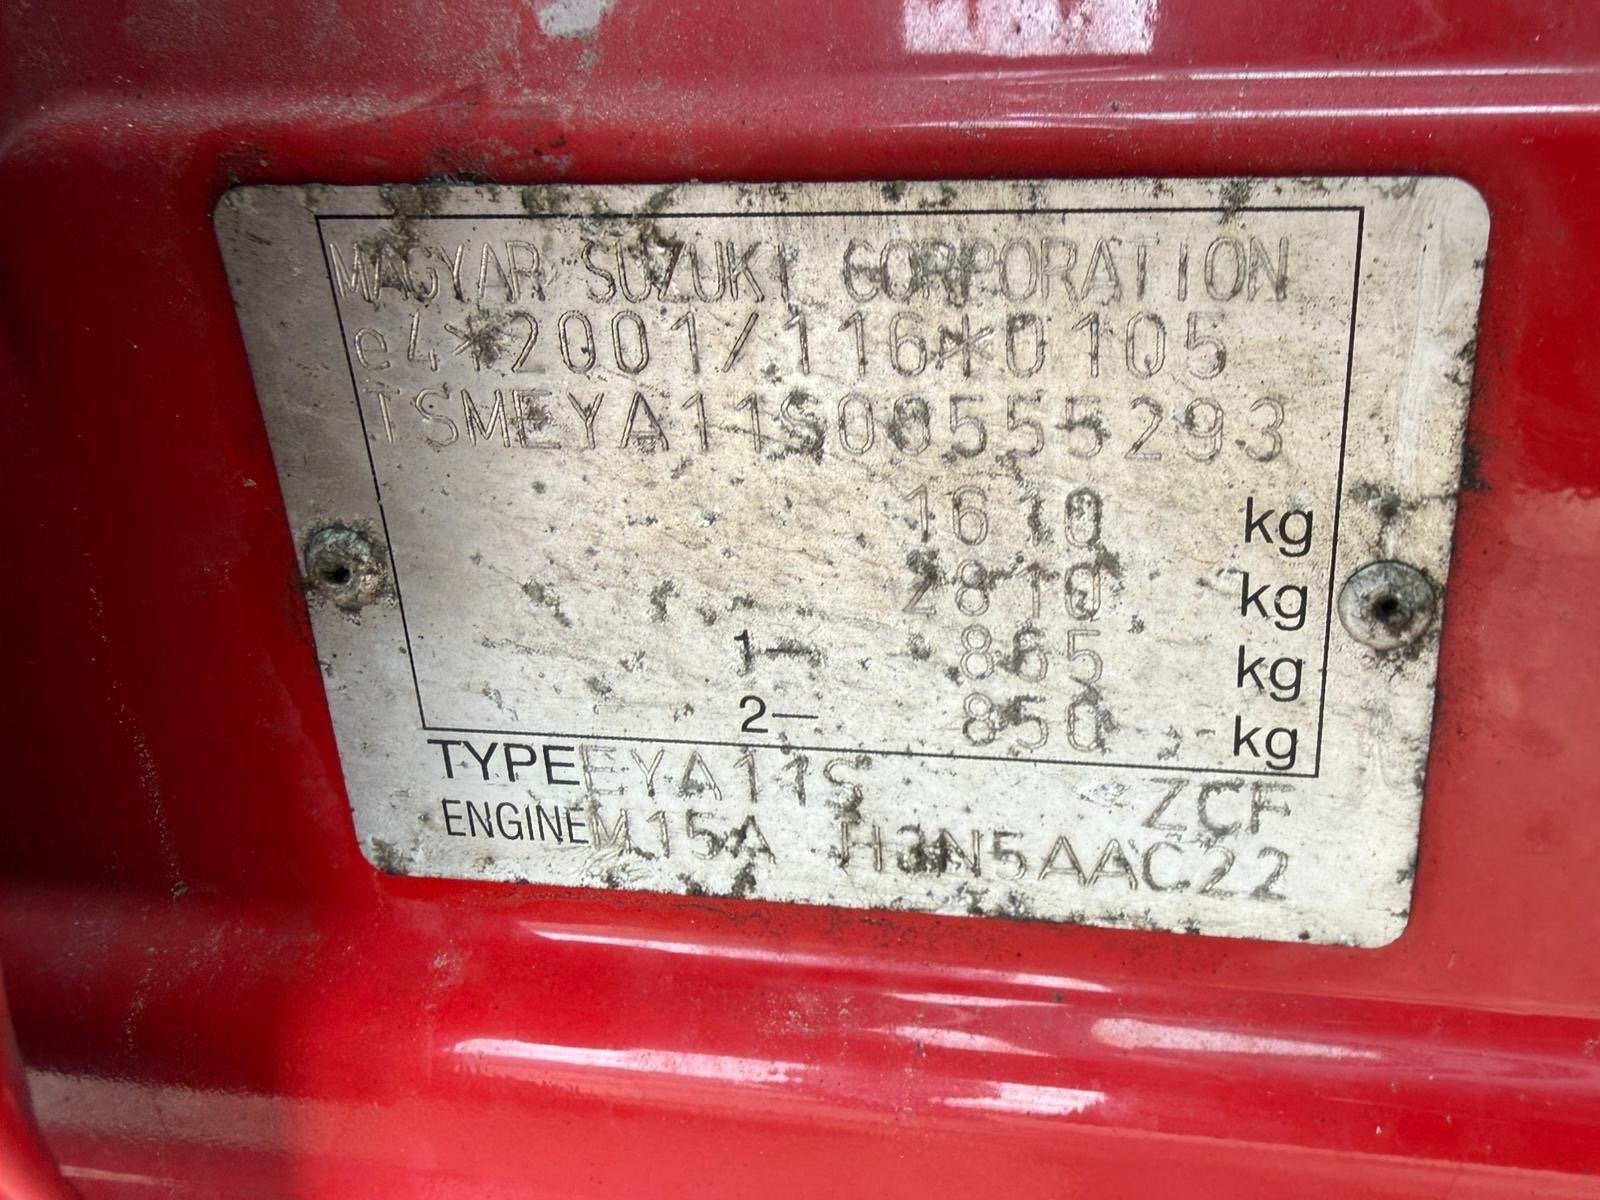 MAGYAR SUZUKI CORPORATION
e4*2001/116*0105
TSMEYA11S00555293
1610 kg
2810 kg
1— 865 kg
2— 850 kg
TYPE EYA11S ZCF
ENGINE M15A H3N5AAC22